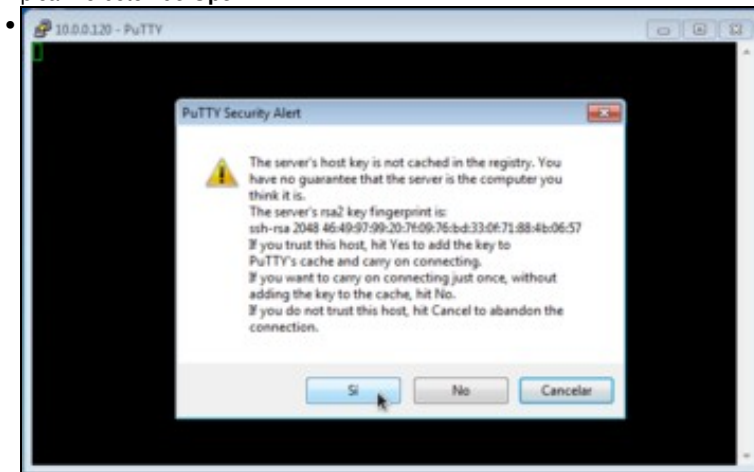 10.0.0.120 - PuTTY
PuTTY Security Alert
The server's host key is not cached in the registry. You
have no guarantee that the server is the computer you
think it is.
The server's rsa2 key fingerprint is:
ssh-rsa 2048 46:49:97:99:20:7f:09:76:bd:33:0f:71:88:4b:06:57
If you trust this host, hit Yes to add the key to
PuTTY's cache and carry on connecting.
If you want to carry on connecting just once, without
adding the key to the cache, hit No.
If you do not trust this host, hit Cancel to abandon the
connection.
Sí No Cancelar